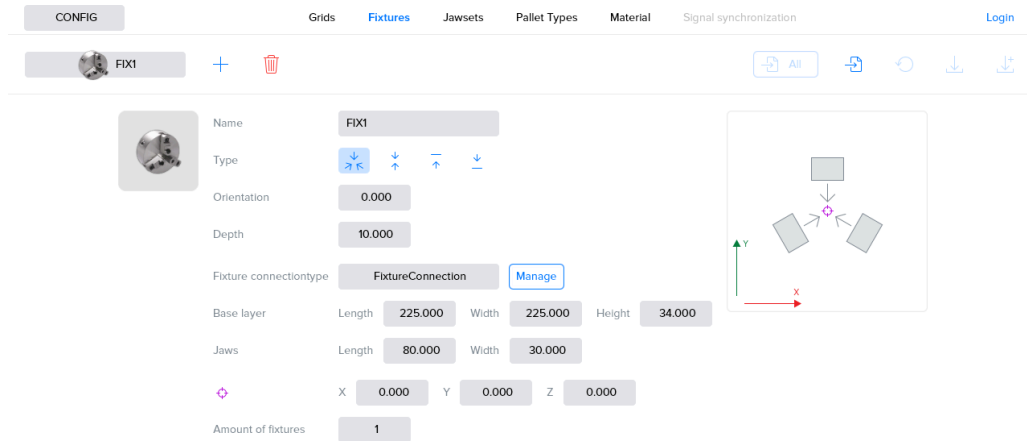 CONFIG Grids Fixtures Jawsets Pallet Types Material Signal synchronization Login
FIX1 All
Name FIX1
Type
Orientation 0.000
Depth 10.000
Fixture connectiontype FixtureConnection Manage
Base layer Length 225.000 Width 225.000 Height 34.000
Jaws Length 80.000 Width 30.000
X 0.000 Y 0.000 Z 0.000
Amount of fixtures 1
Y
X